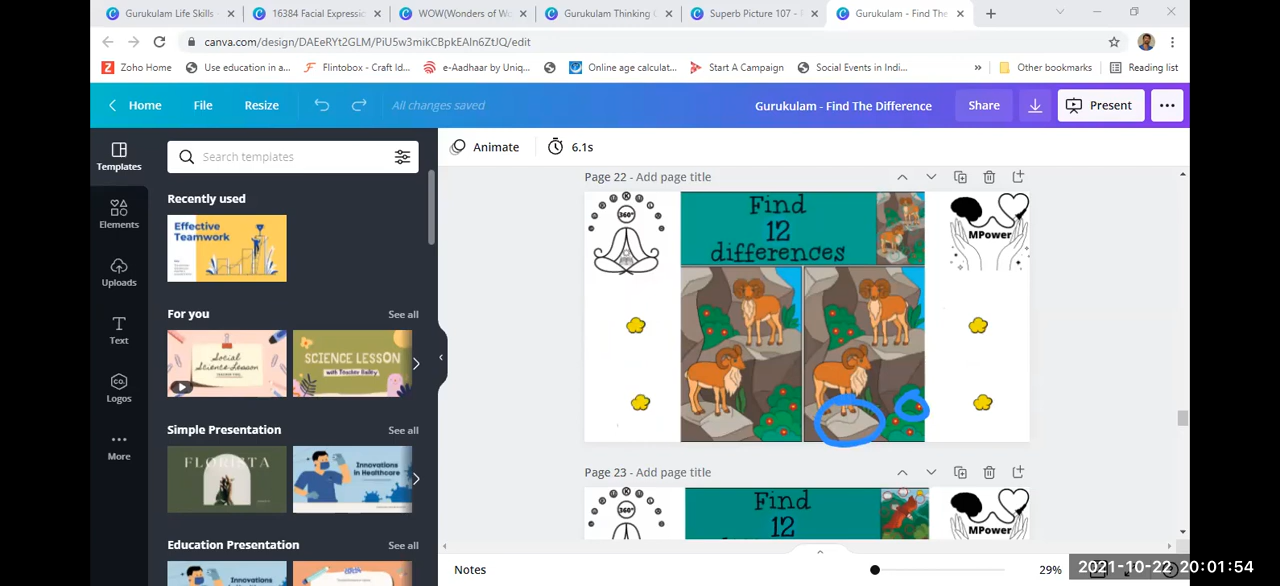 Gurukulam Life Skills -
16384 Facial Expressi
WOW(Wonders of Wo
Gurukulam Thinking
Superb Picture 107 -
Gurukulam - Find The
canva.com/design/DAEeRYt2GLM/PiU5w3mikCBpkEAIn6ZtJQ/edit
Zoho Home
Use education in a...
Flintobox - Craft Id...
e-Aadhaar by Uniq...
Online age calculat...
Start A Campaign
Social Events in Indi...
»
Other bookmarks
Reading list
Home
File
Resize
All changes saved
Gurukulam - Find The Difference
Share
Present
Templates
Search templates
Animate
6.1s
Recently used
Effective
Teamwork
Elements
Uploads
Text
Logos
More
For you
See all
Social
Science Lesson
SCIENCE LESSON
with Teacher Bailey
Simple Presentation
See all
FLORISTA
Innovations
in Healthcare
Education Presentation
See all
Innovations
Page 22 - Add page title
360°
Find
12
differences
MPower
Page 23 - Add page title
360°
Find
12
MPower
Notes
29%
2021-10-22 20:01:54